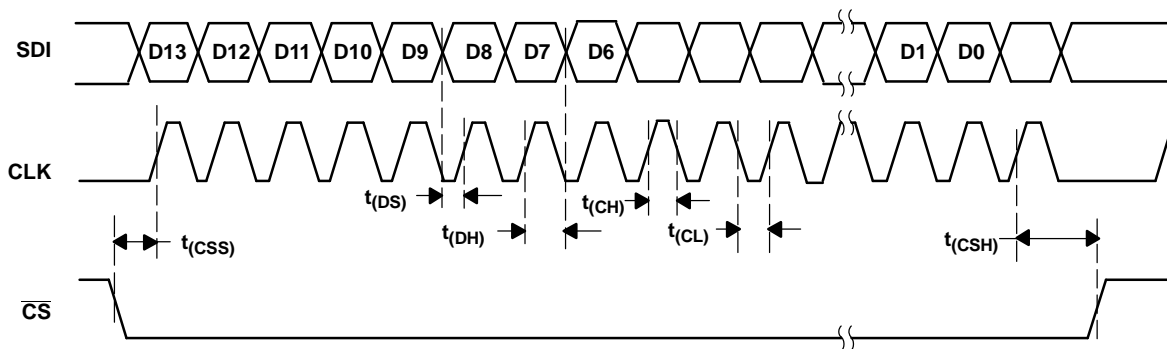 SDI D13 D12 D11 D10 D9 D8 D7 D6 D1 D0
CLK
t(DS) t(CH)
t(DH) t(CL)
t(CSS) t(CSH)
CS